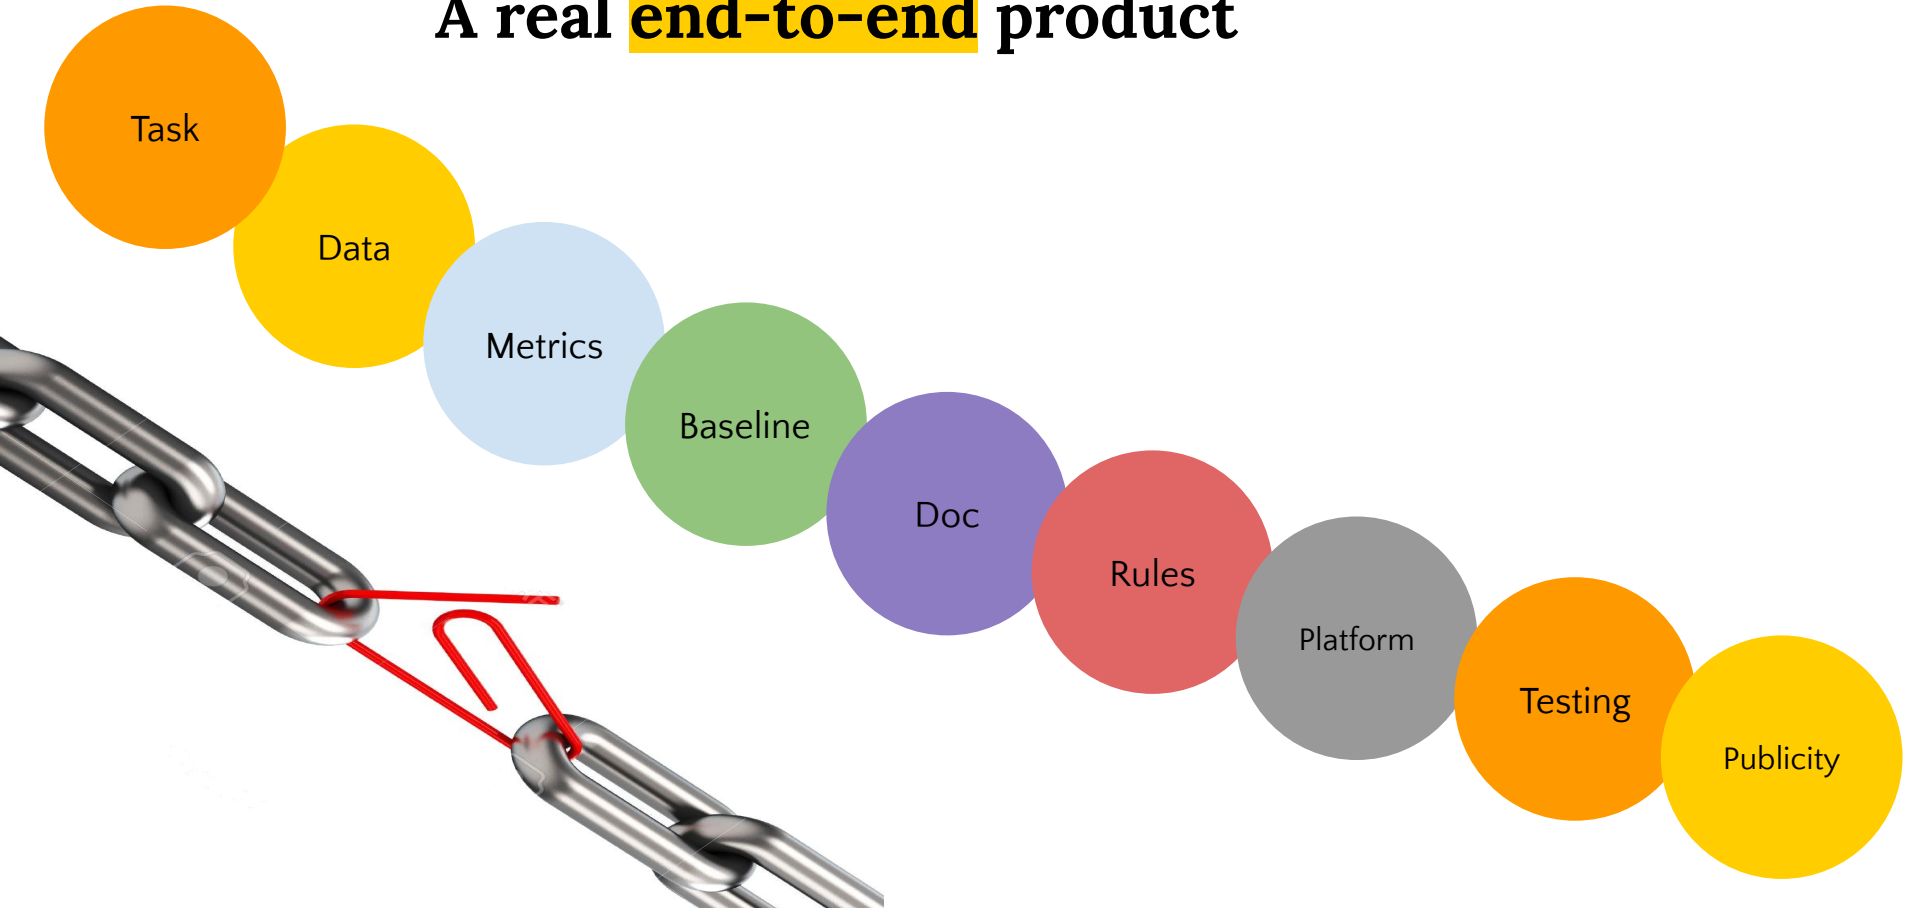 A real end-to-end product
Task
Data
Metrics
Baseline
Doc
Rules
Platform
Testing
Publicity